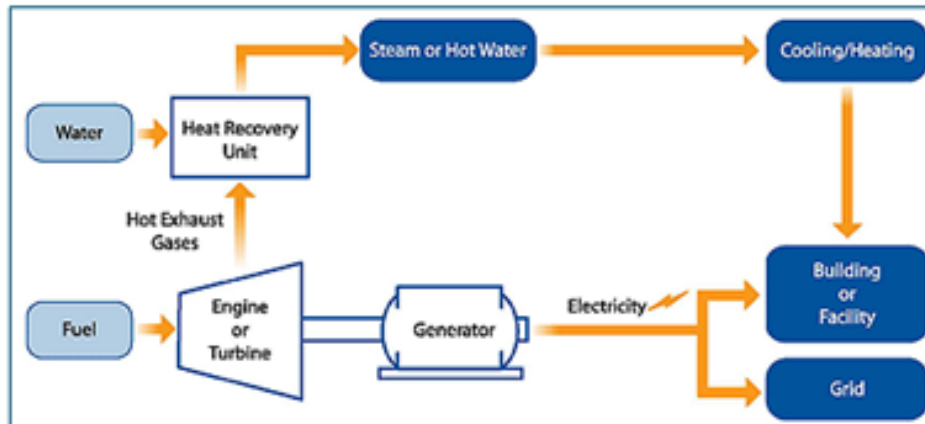 Steam or Hot Water
Cooling/Heating
Water
Heat Recovery
Unit
Hot Exhaust
Gases
Fuel
Engine
or
Turbine
Generator
Electricity
Building
or
Facility
Grid